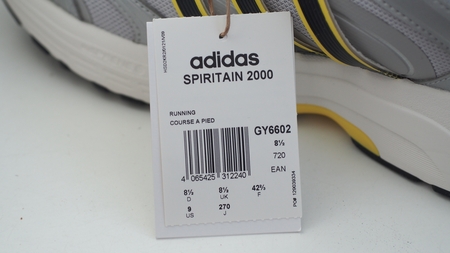 adidas
SPIRITAIN 2000
RUNNING
COURSE A PIED
GY6602
8½
720
EAN
4 065425 312240
8½ 8½ 42⅔
D UK F
9 270
US J